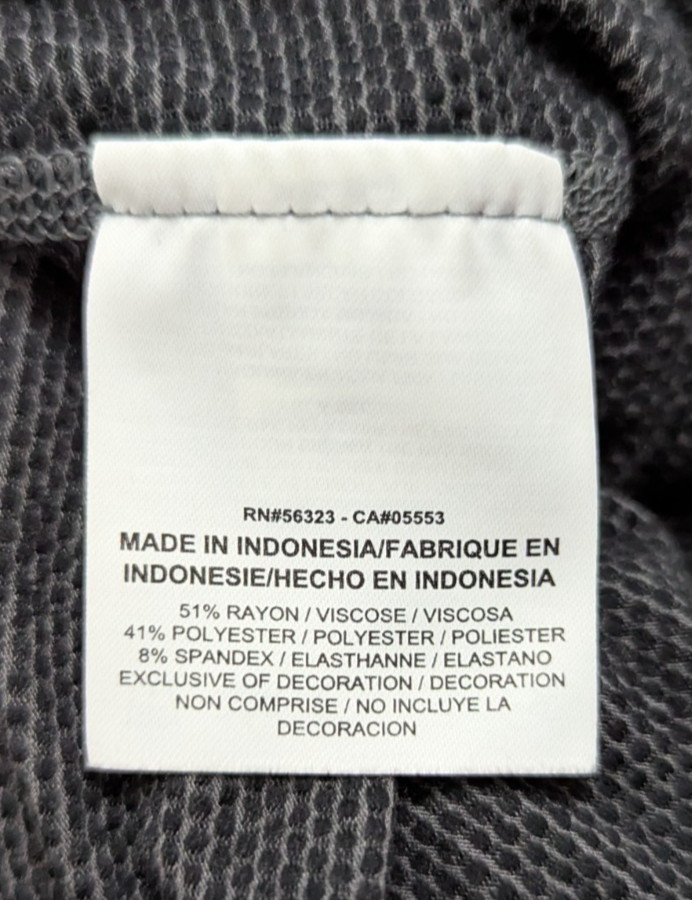 RN#56323 - CA#05553
MADE IN INDONESIA/FABRIQUE EN
INDONESIE/HECHO EN INDONESIA
51% RAYON / VISCOSE / VISCOSA
41% POLYESTER / POLYESTER / POLIESTER
8% SPANDEX / ELASTHANNE / ELASTANO
EXCLUSIVE OF DECORATION / DECORATION
NON COMPRISE / NO INCLUYE LA
DECORACION